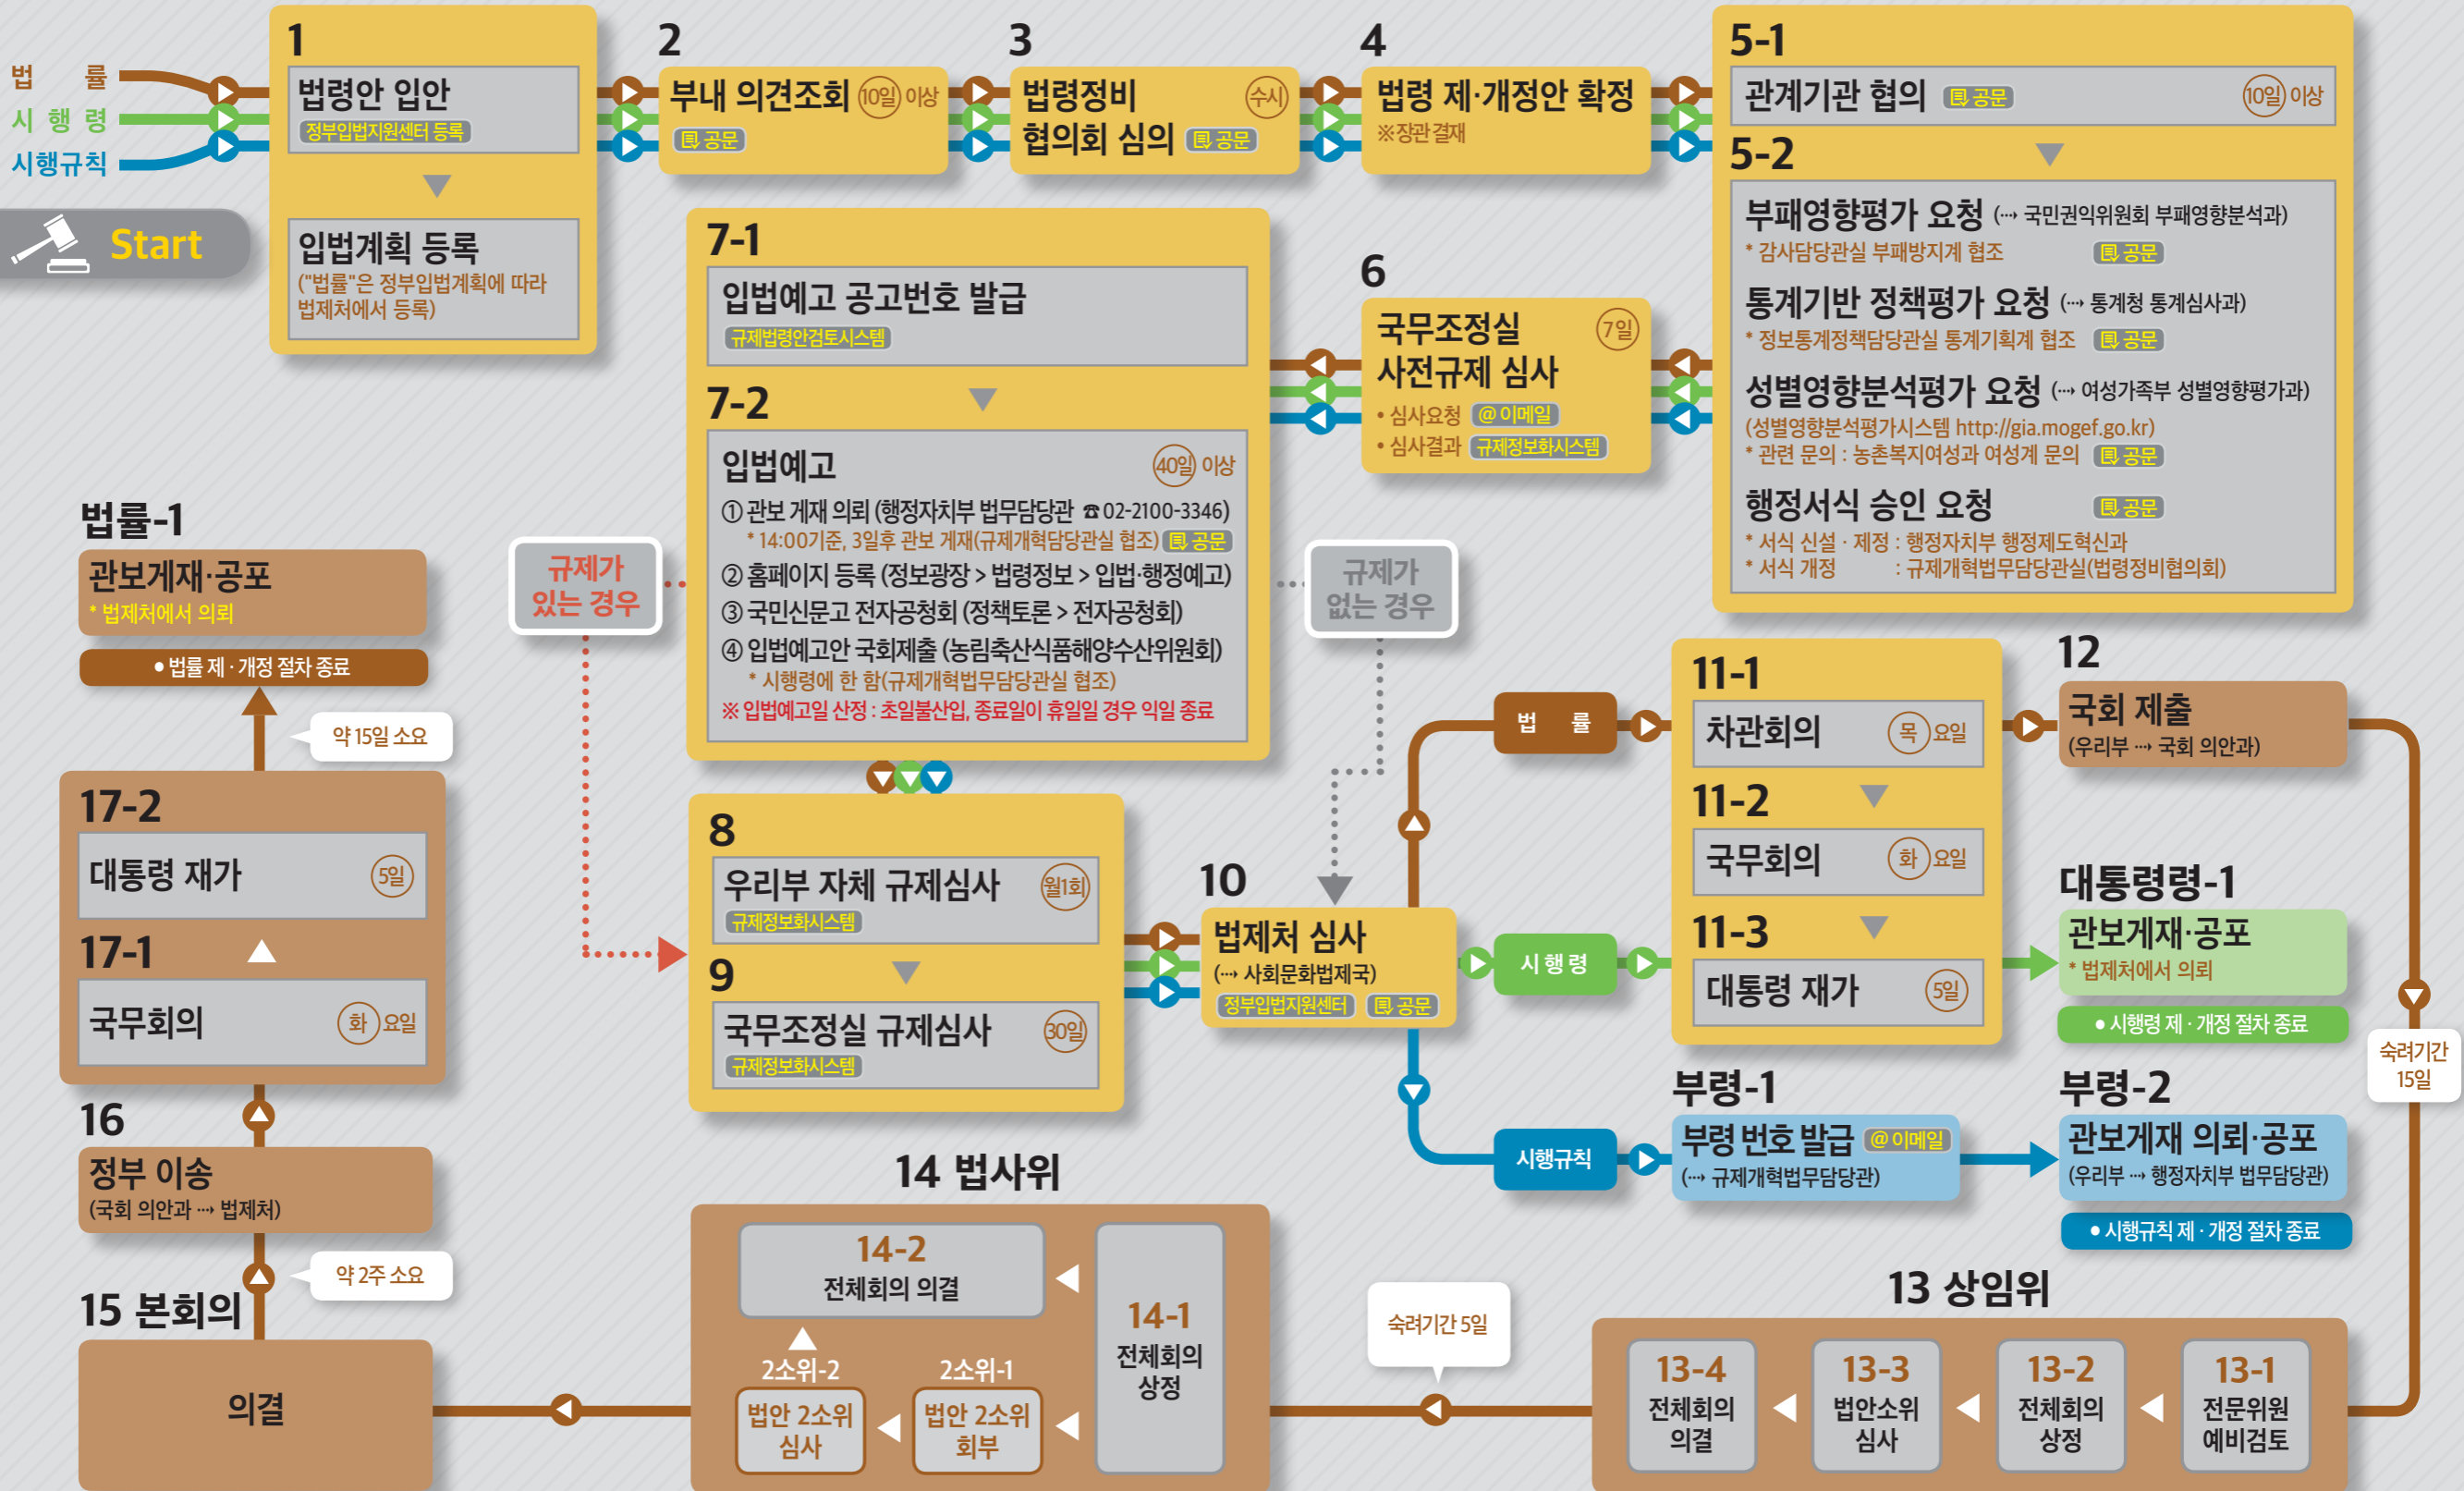 법 률
시 행 령
시행규칙
Start
1
법령안 입안
정부입법지원센터 등록
입법계획 등록
("법률"은 정부입법계획에 따라
법제처에서 등록)
2
부내 의견조회 10일 이상
공문
3
법령정비 수시
협의회 심의 공문
4
법령 제·개정안 확정
※장관 결재
5-1
관계기관 협의 공문 10일 이상
5-2
부패영향평가 요청 (⇢ 국민권익위원회 부패영향분석과)
* 감사담당관실 부패방지계 협조 공문
통계기반 정책평가 요청 (⇢ 통계청 통계심사과)
* 정보통계정책담당관실 통계기획계 협조 공문
성별영향분석평가 요청 (⇢ 여성가족부 성별영향평가과)
(성별영향분석평가시스템 http://gia.mogef.go.kr)
* 관련 문의 : 농촌복지여성과 여성계 문의 공문
행정서식 승인 요청 공문
* 서식 신설 · 제정 : 행정자치부 행정제도혁신과
* 서식 개정 : 규제개혁법무담당관실(법령정비협의회)
6
국무조정실 7일
사전규제 심사
• 심사요청 @ 이메일
• 심사결과 규제정보화시스템
7-1
입법예고 공고번호 발급
규제법령안검토시스템
7-2
입법예고 40일 이상
① 관보 게재 의뢰 (행정자치부 법무담당관 ☎ 02-2100-3346)
* 14:00기준, 3일후 관보 게재(규제개혁담당관실 협조) 공문
② 홈페이지 등록 (정보광장 > 법령정보 > 입법·행정예고)
③ 국민신문고 전자공청회 (정책토론 > 전자공청회)
④ 입법예고안 국회제출 (농림축산식품해양수산위원회)
* 시행령에 한 함(규제개혁법무담당관실 협조)
※ 입법예고일 산정 : 초일불산입, 종료일이 휴일일 경우 익일 종료
규제가
있는 경우
규제가
없는 경우
8
우리부 자체 규제심사 월1회
규제정보화시스템
9
국무조정실 규제심사 30일
규제정보화시스템
10
법제처 심사
(⇢ 사회문화법제국)
정부입법지원센터 공문
법 률
시 행 령
시행규칙
11-1
차관회의 목 요일
11-2
국무회의 화 요일
11-3
대통령 재가 5일
12
국회 제출
(우리부 ⇢ 국회 의안과)
대통령령-1
관보게재·공포
* 법제처에서 의뢰
• 시행령 제 · 개정 절차 종료
부령-1
부령 번호 발급 @ 이메일
(⇢ 규제개혁법무담당관)
부령-2
관보게재 의뢰·공포
(우리부 ⇢ 행정자치부 법무담당관)
• 시행규칙 제 · 개정 절차 종료
숙려기간
15일
13 상임위
13-1
전문위원
예비검토
13-2
전체회의
상정
13-3
법안소위
심사
13-4
전체회의
의결
숙려기간 5일
14 법사위
14-1
전체회의
상정
14-2
전체회의 의결
2소위-1
법안 2소위
회부
2소위-2
법안 2소위
심사
15 본회의
의결
약 2주 소요
16
정부 이송
(국회 의안과 ⇢ 법제처)
17-1
국무회의 화 요일
17-2
대통령 재가 5일
약 15일 소요
법률-1
관보게재·공포
* 법제처에서 의뢰
• 법률 제 · 개정 절차 종료